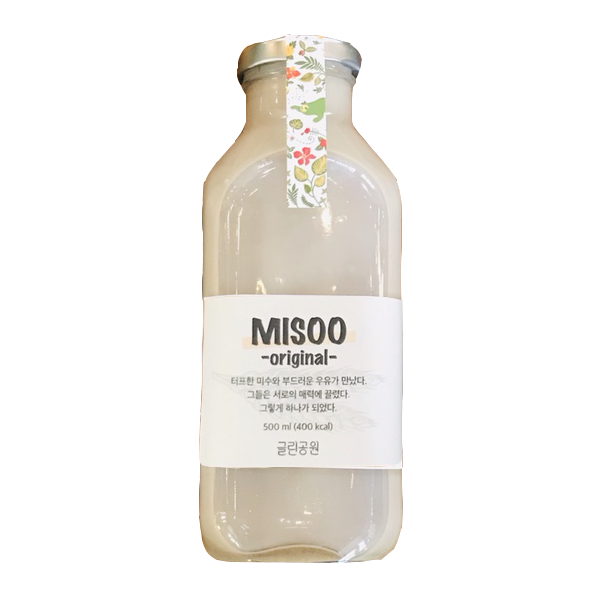 MISOO
-original-
터프한 미수와 부드러운 우유가 만났다.
그들은 서로의 매력에 끌렸다.
그렇게 하나가 되었다.
500 ml (400 kcal)
글린공원